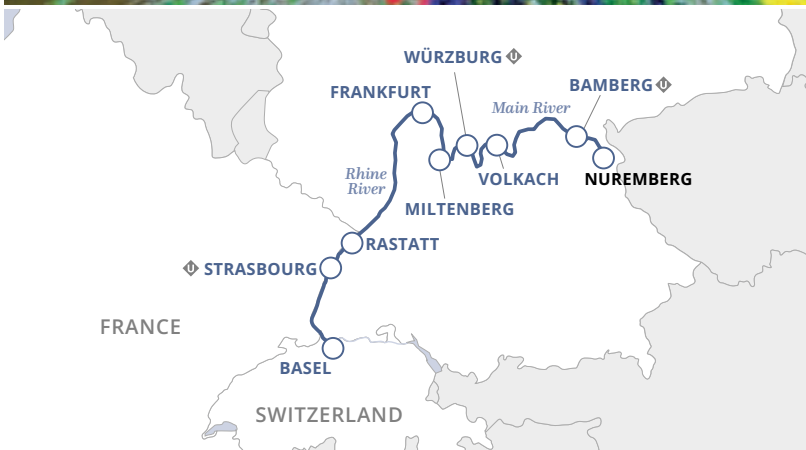 WÜRZBURG U
BAMBERG U
FRANKFURT
Main River
Rhine
River
VOLKACH
NUREMBERG
MILTENBERG
RASTATT
U STRASBOURG
FRANCE
BASEL
SWITZERLAND